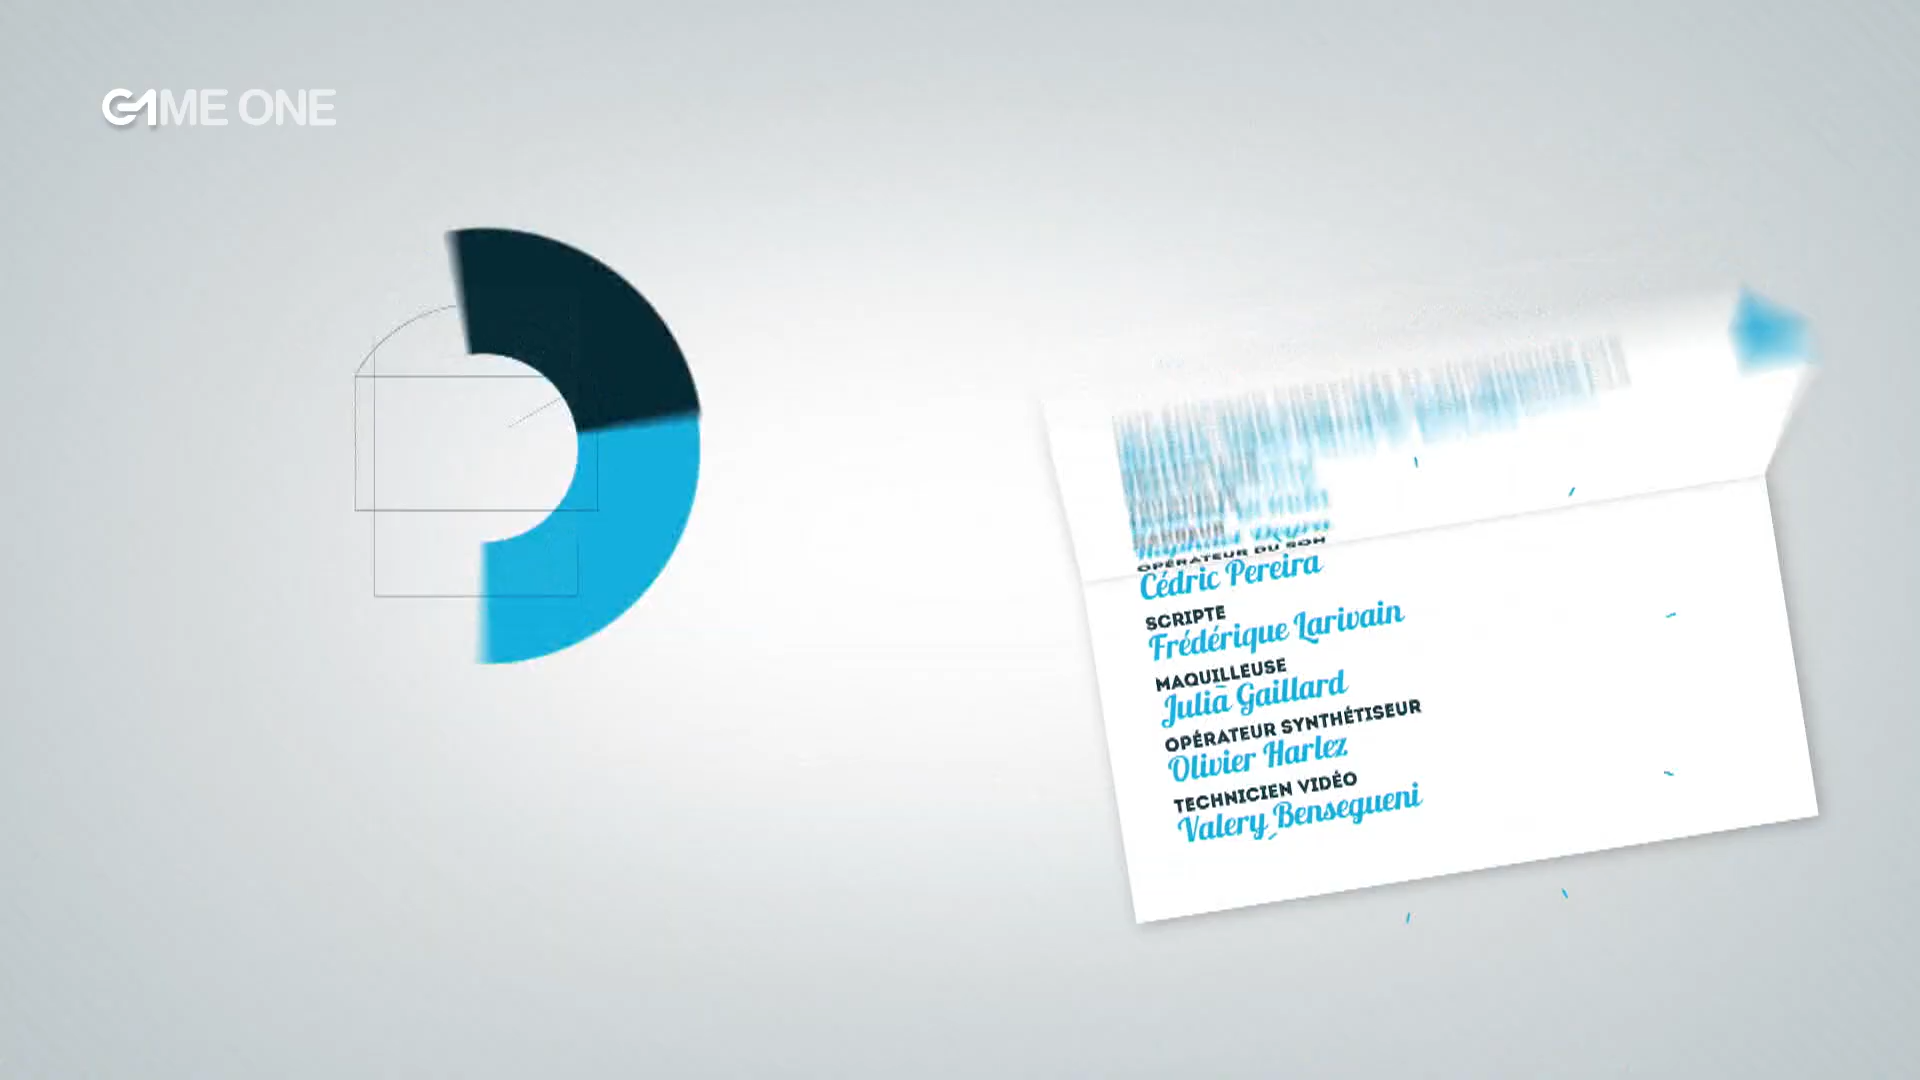 GAME ONE
OPÉRATEUR DU SON
Cédric Pereira
SCRIPTE
Frédérique Larivain
MAQUILLEUSE
Julia Gaillard
OPÉRATEUR SYNTHÉTISEUR
Olivier Harlez
TECHNICIEN VIDÉO
Valery Bensegueni